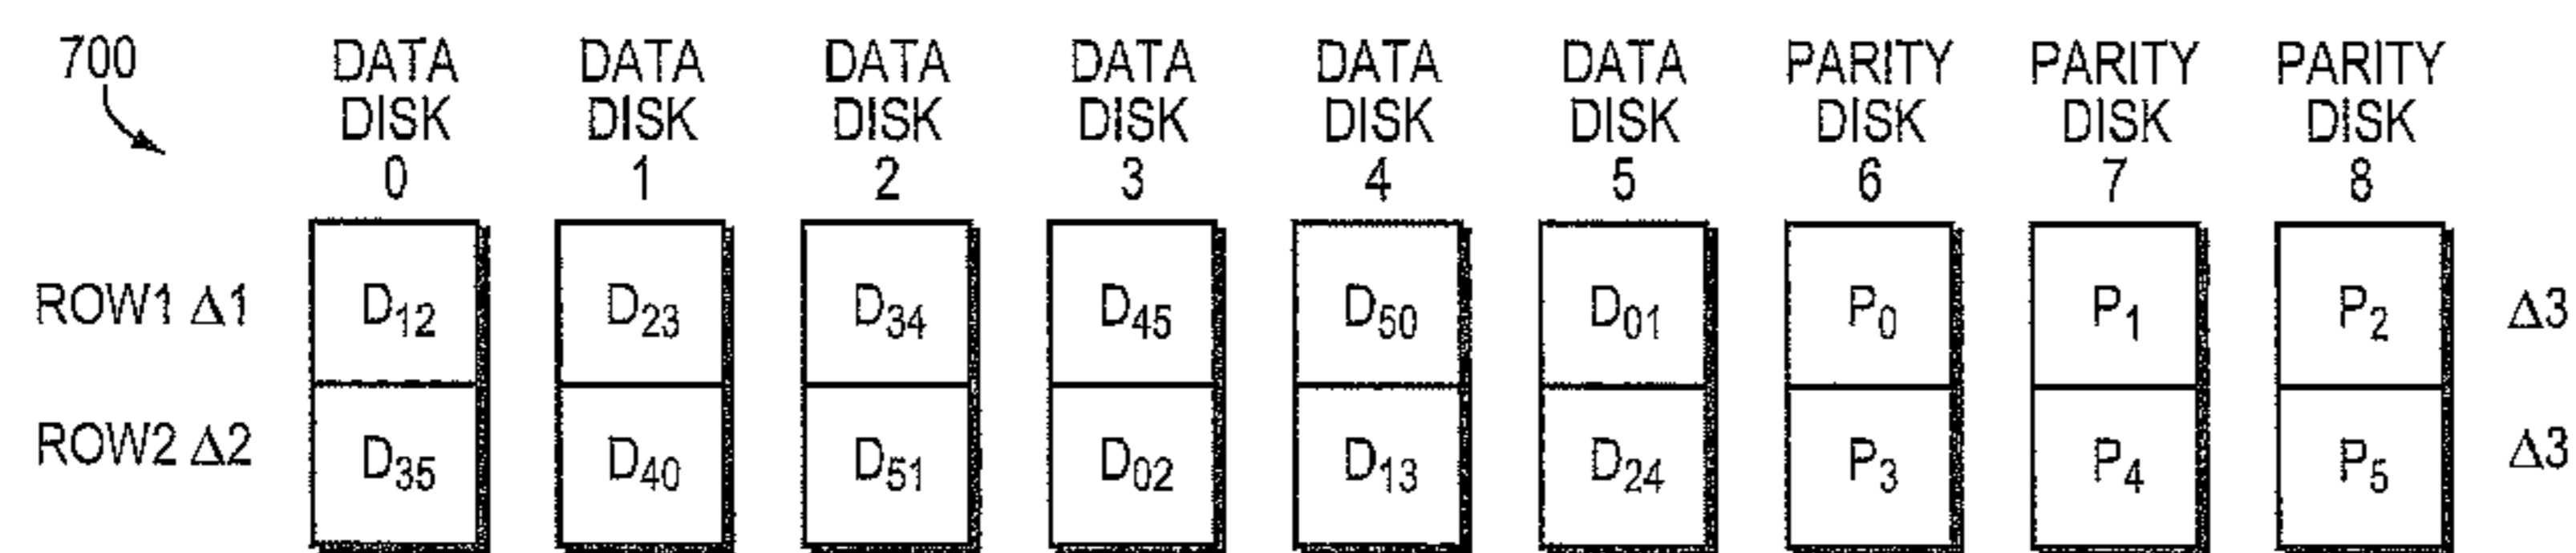 700
DATA DISK 0 DATA DISK 1 DATA DISK 2 DATA DISK 3 DATA DISK 4 DATA DISK 5 PARITY DISK 6 PARITY DISK 7 PARITY DISK 8
ROW1 Δ1 D12 D23 D34 D45 D50 D01 P0 P1 P2 Δ3
ROW2 Δ2 D35 D40 D51 D02 D13 D24 P3 P4 P5 Δ3